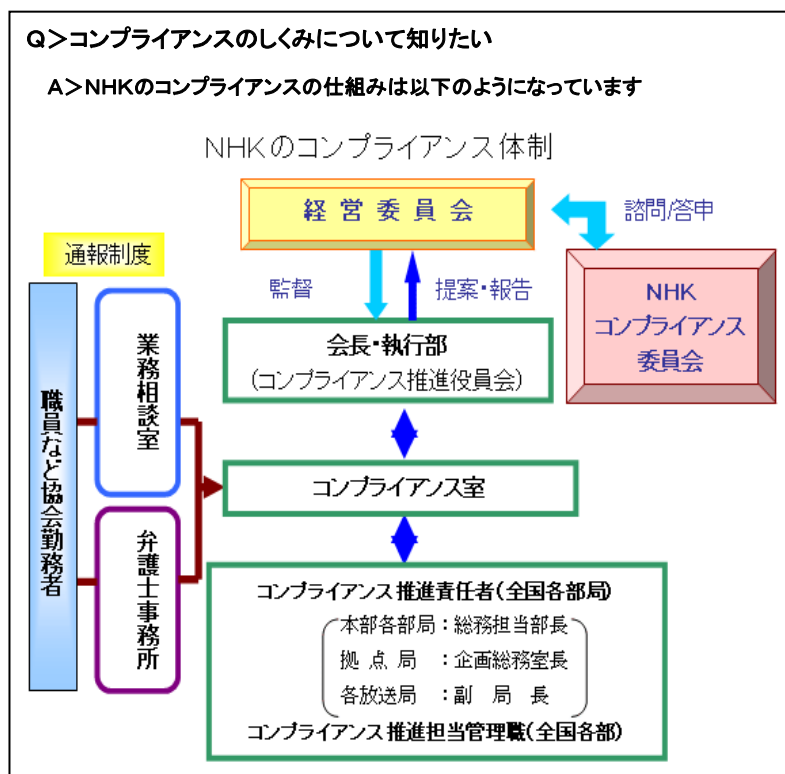 Q>コンプライアンスのしくみについて知りたい
A>NHKのコンプライアンスの仕組みは以下のようになっています
NHKのコンプライアンス体制
経営委員会
諮問/答申
通報制度
監督
提案・報告
NHK
コンプライアンス
委員会
会長・執行部
(コンプライアンス推進役員会)
職員など協会勤務者
業務相談室
弁護士事務所
コンプライアンス室
コンプライアンス推進責任者(全国各部局)
本部各部局:総務担当部長
拠点局 :企画総務室長
各放送局 :副局長
コンプライアンス推進担当管理職(全国各部)